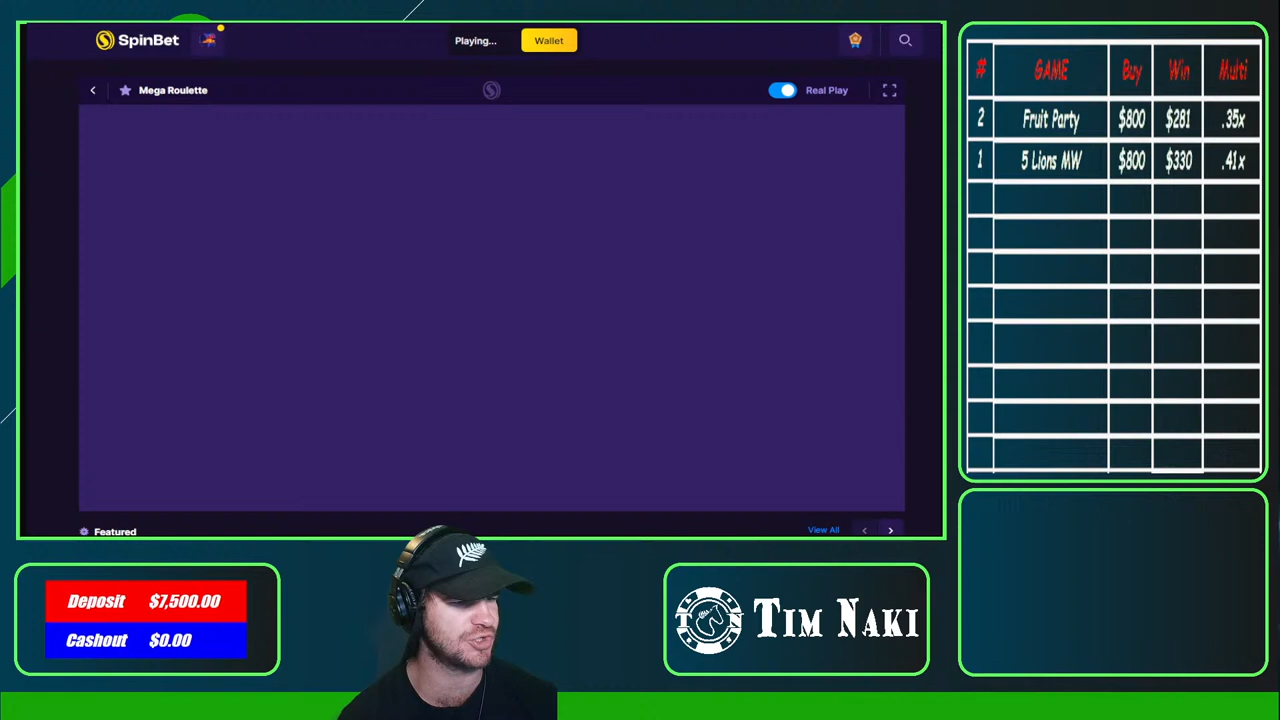 SpinBet
Playing...
Wallet
Mega Roulette
Real Play
Featured
View All
# GAME Buy Win Multi
2 Fruit Party $800 $281 .35x
1 5 Lions MW $800 $330 .41x
Deposit $7,500.00
Cashout $0.00
T N
TIM NAKI